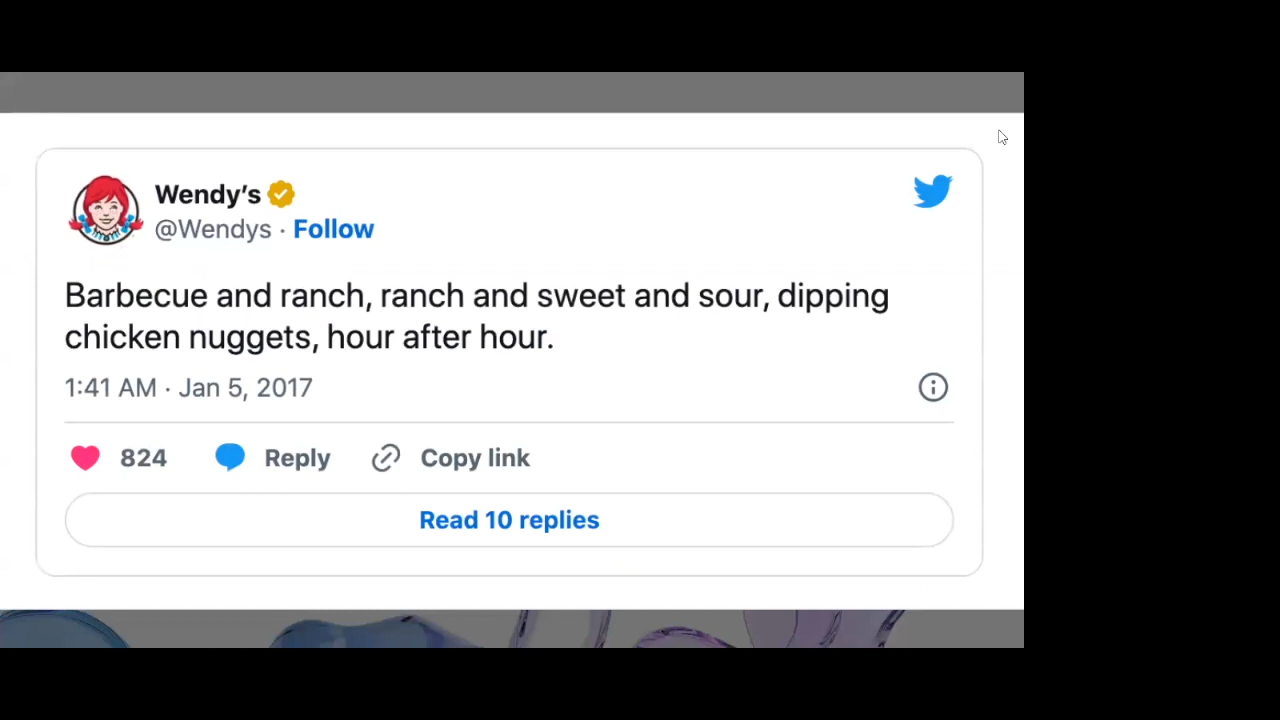 Wendy’s
@Wendys · Follow
Barbecue and ranch, ranch and sweet and sour, dipping
chicken nuggets, hour after hour.
1:41 AM · Jan 5, 2017
824 Reply Copy link
Read 10 replies